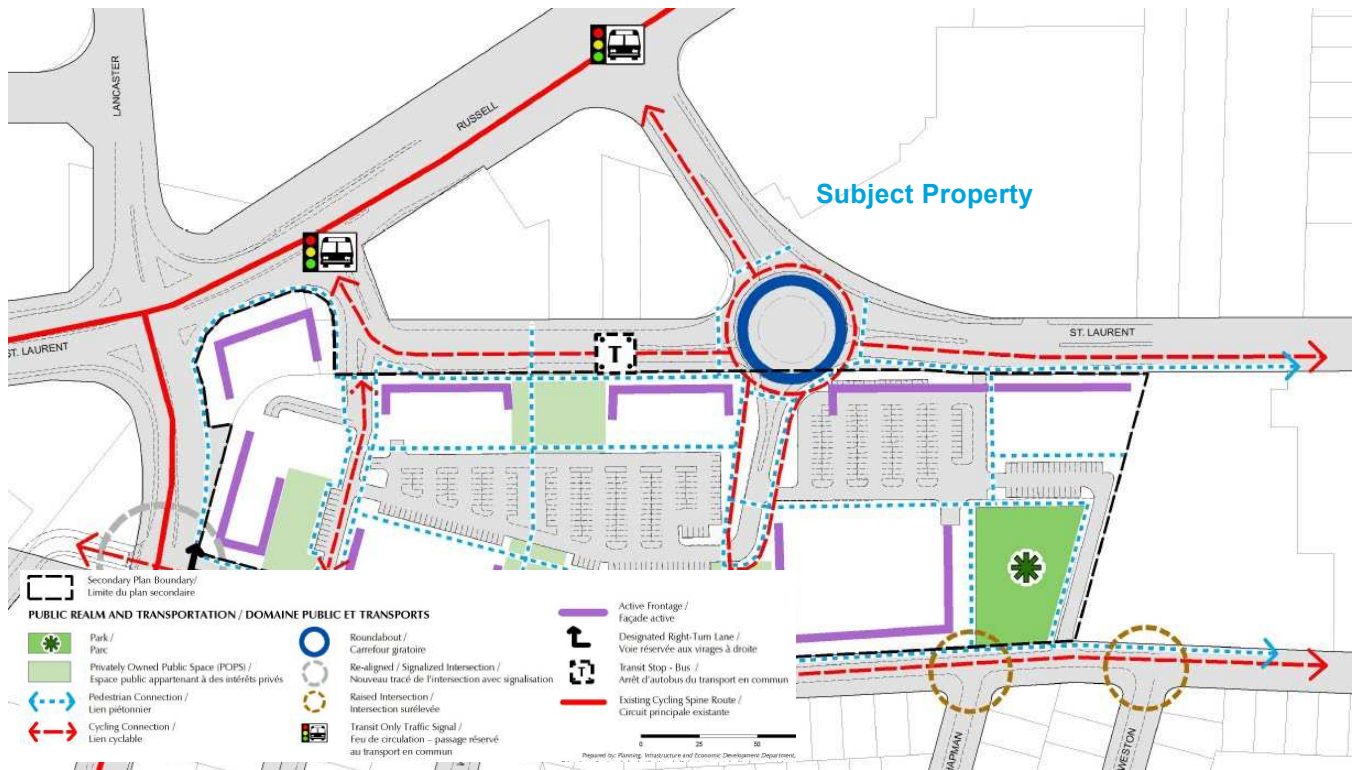 LANCASTER
RUSSELL
Subject Property
ST. LAURENT
ST. LAURENT
T
Secondary Plan Boundary/
Limite du plan secondaire
PUBLIC REALM AND TRANSPORTATION / DOMAINE PUBLIC ET TRANSPORTS
Park /
Parc
Privately Owned Public Space (POPS) /
Espace public appartenant à des intérêts privés
Pedestrian Connection /
Lien piétonnier
Cycling Connection /
Lien cyclable
Roundabout /
Carrefour giratoire
Re-aligned / Signalized Intersection /
Nouveau tracé de l'intersection avec signalisation
Raised Intersection /
Intersection surélevée
Transit Only Traffic Signal /
Feu de circulation – passage réservé
au transport en commun
Active Frontage /
Façade active
Designated Right-Turn Lane /
Voie réservée aux virages à droite
T
Transit Stop - Bus /
Arrêt d'autobus du transport en commun
Existing Cycling Spine Route /
Circuit principale existante
0 25 50
Prepared by: Planning, Infrastructure and Economic Development Department,
HAPMAN
WESTON